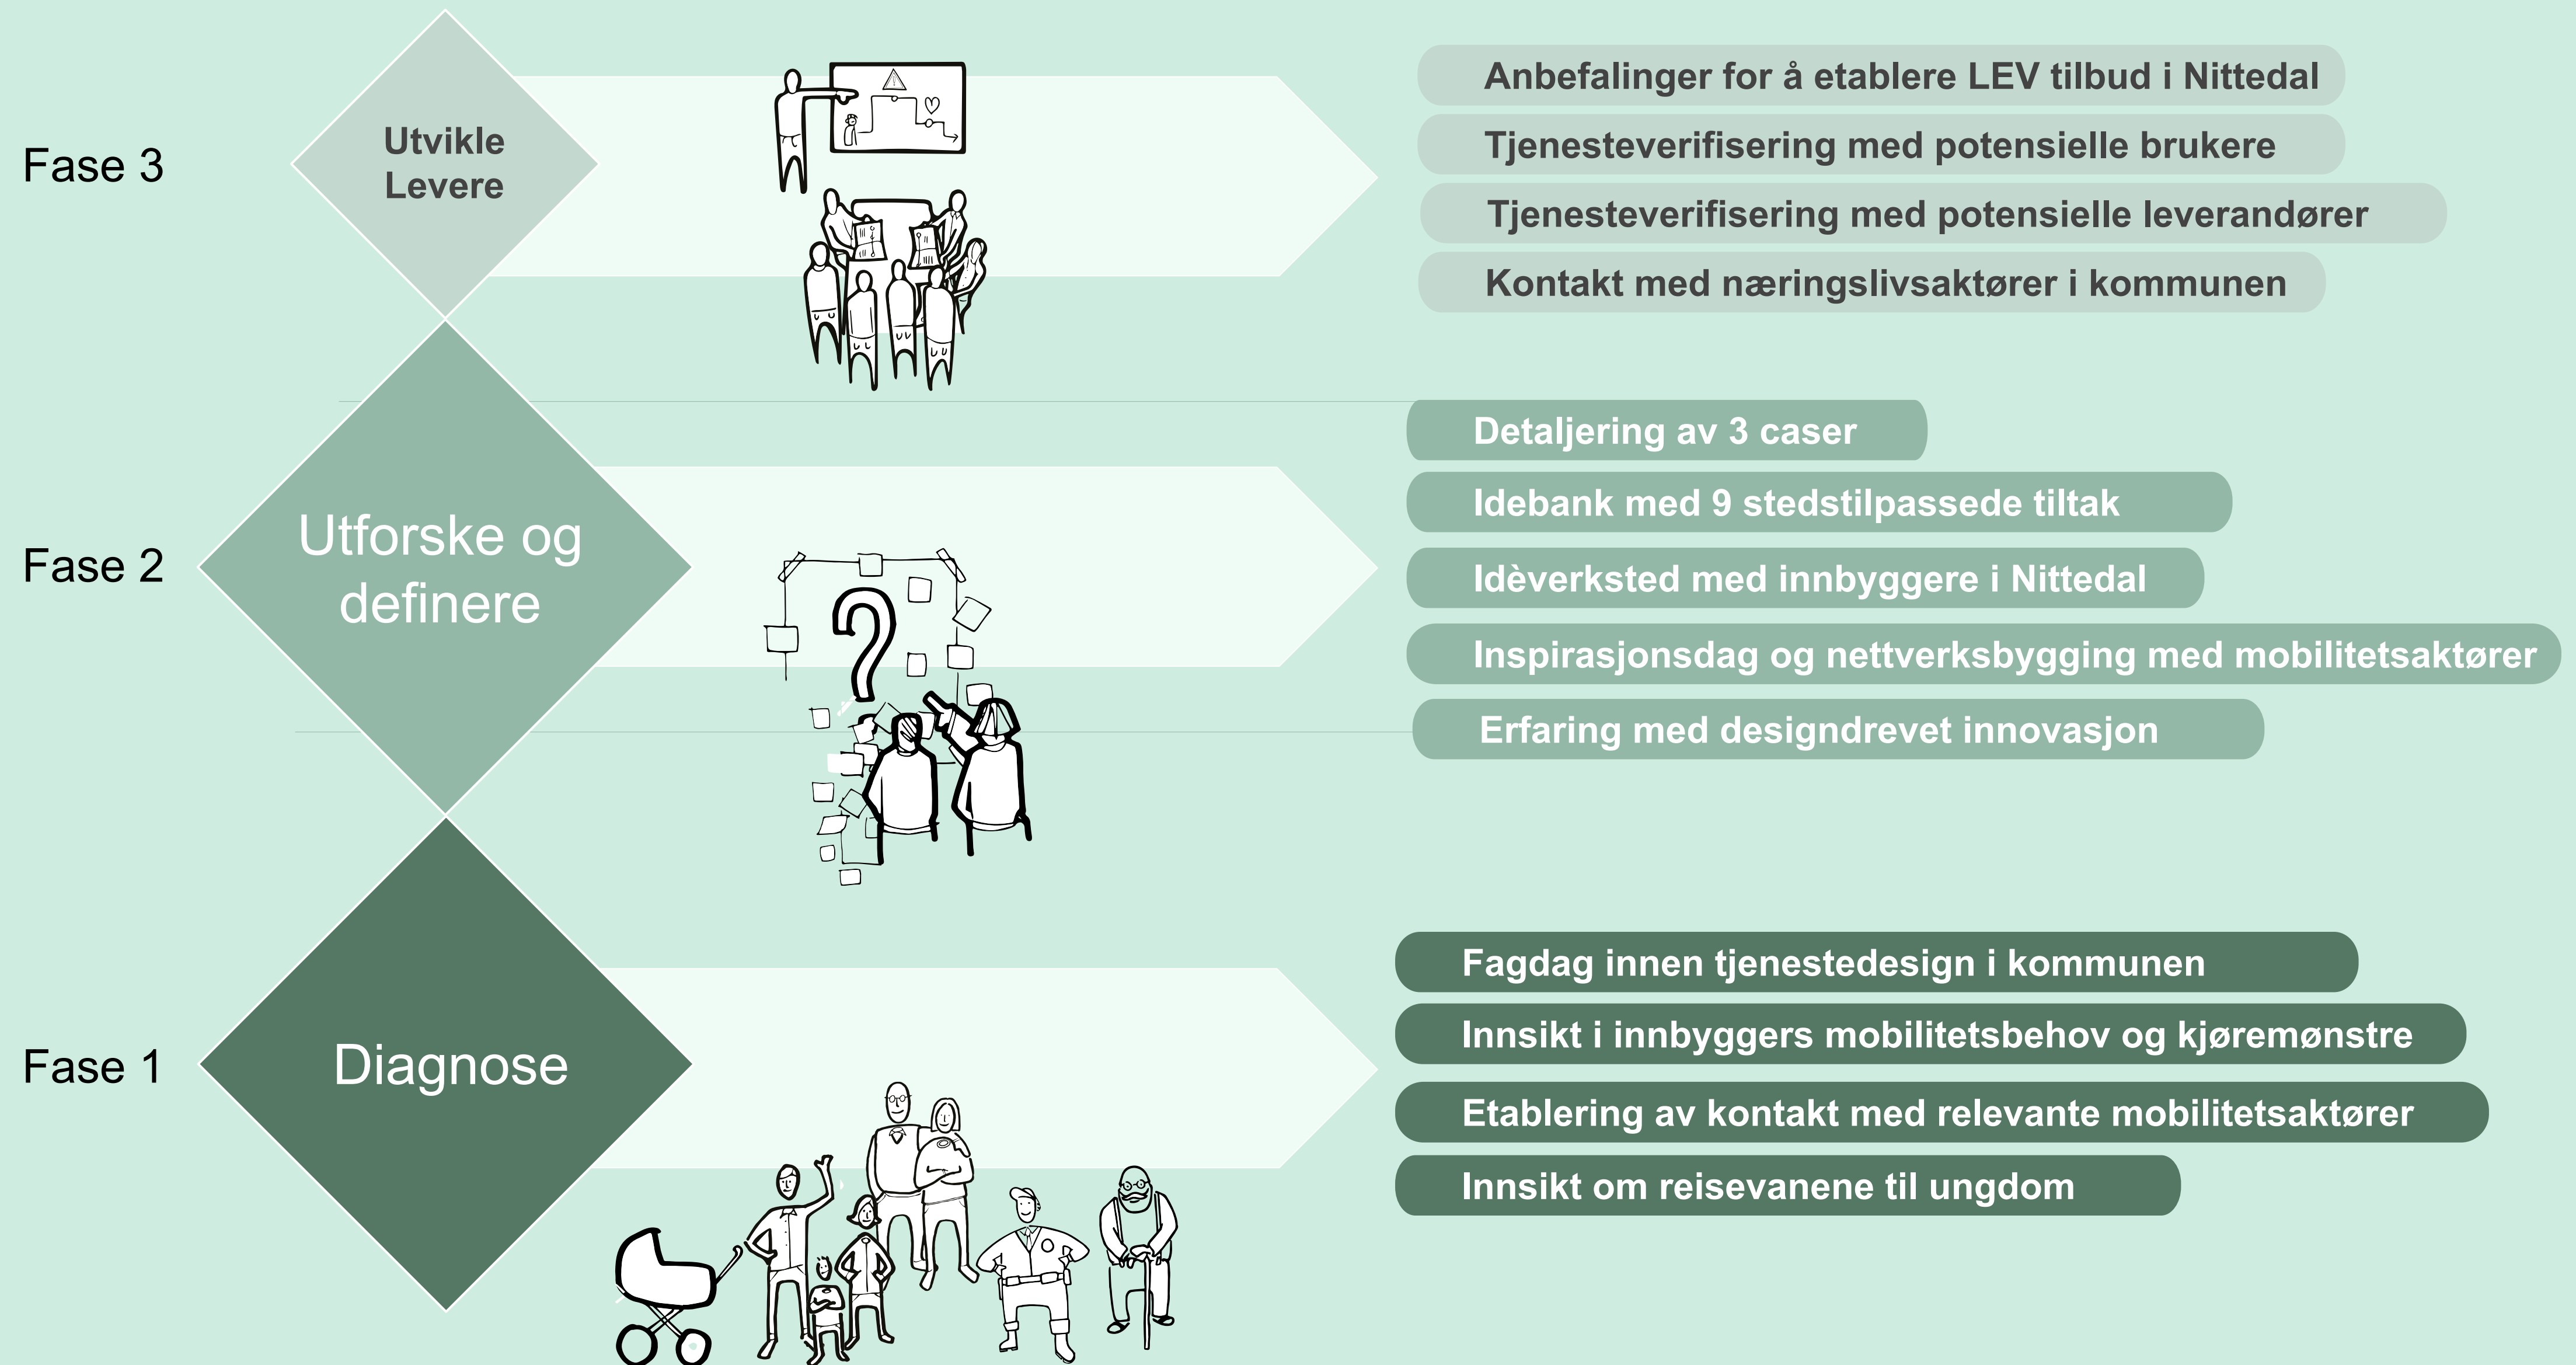 Fase 3
Utvikle
Levere
Anbefalinger for å etablere LEV tilbud i Nittedal
Tjenesteverifisering med potensielle brukere
Tjenesteverifisering med potensielle leverandører
Kontakt med næringslivsaktører i kommunen
Fase 2
Utforske og
definere
Detaljering av 3 caser
Idebank med 9 stedstilpassede tiltak
Idèverksted med innbyggere i Nittedal
Inspirasjonsdag og nettverksbygging med mobilitetsaktører
Erfaring med designdrevet innovasjon
Fase 1
Diagnose
Fagdag innen tjenestedesign i kommunen
Innsikt i innbyggers mobilitetsbehov og kjøremønstre
Etablering av kontakt med relevante mobilitetsaktører
Innsikt om reisevanene til ungdom